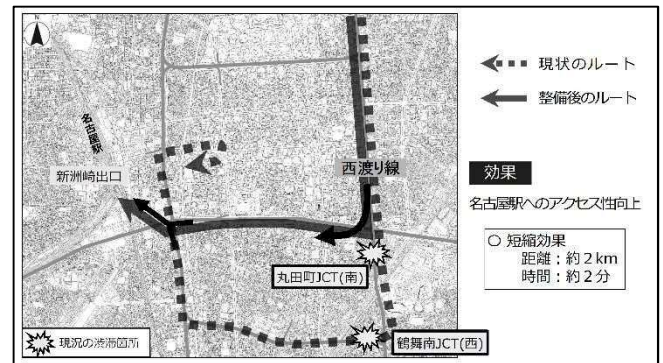 N
名古屋駅
新洲崎出口
西渡り線
丸田町JCT(南)
鶴舞南JCT(西)
現況の渋滞箇所
現状のルート
整備後のルート
効果
名古屋駅へのアクセス性向上
○ 短縮効果
距離：約２km
時間：約２分